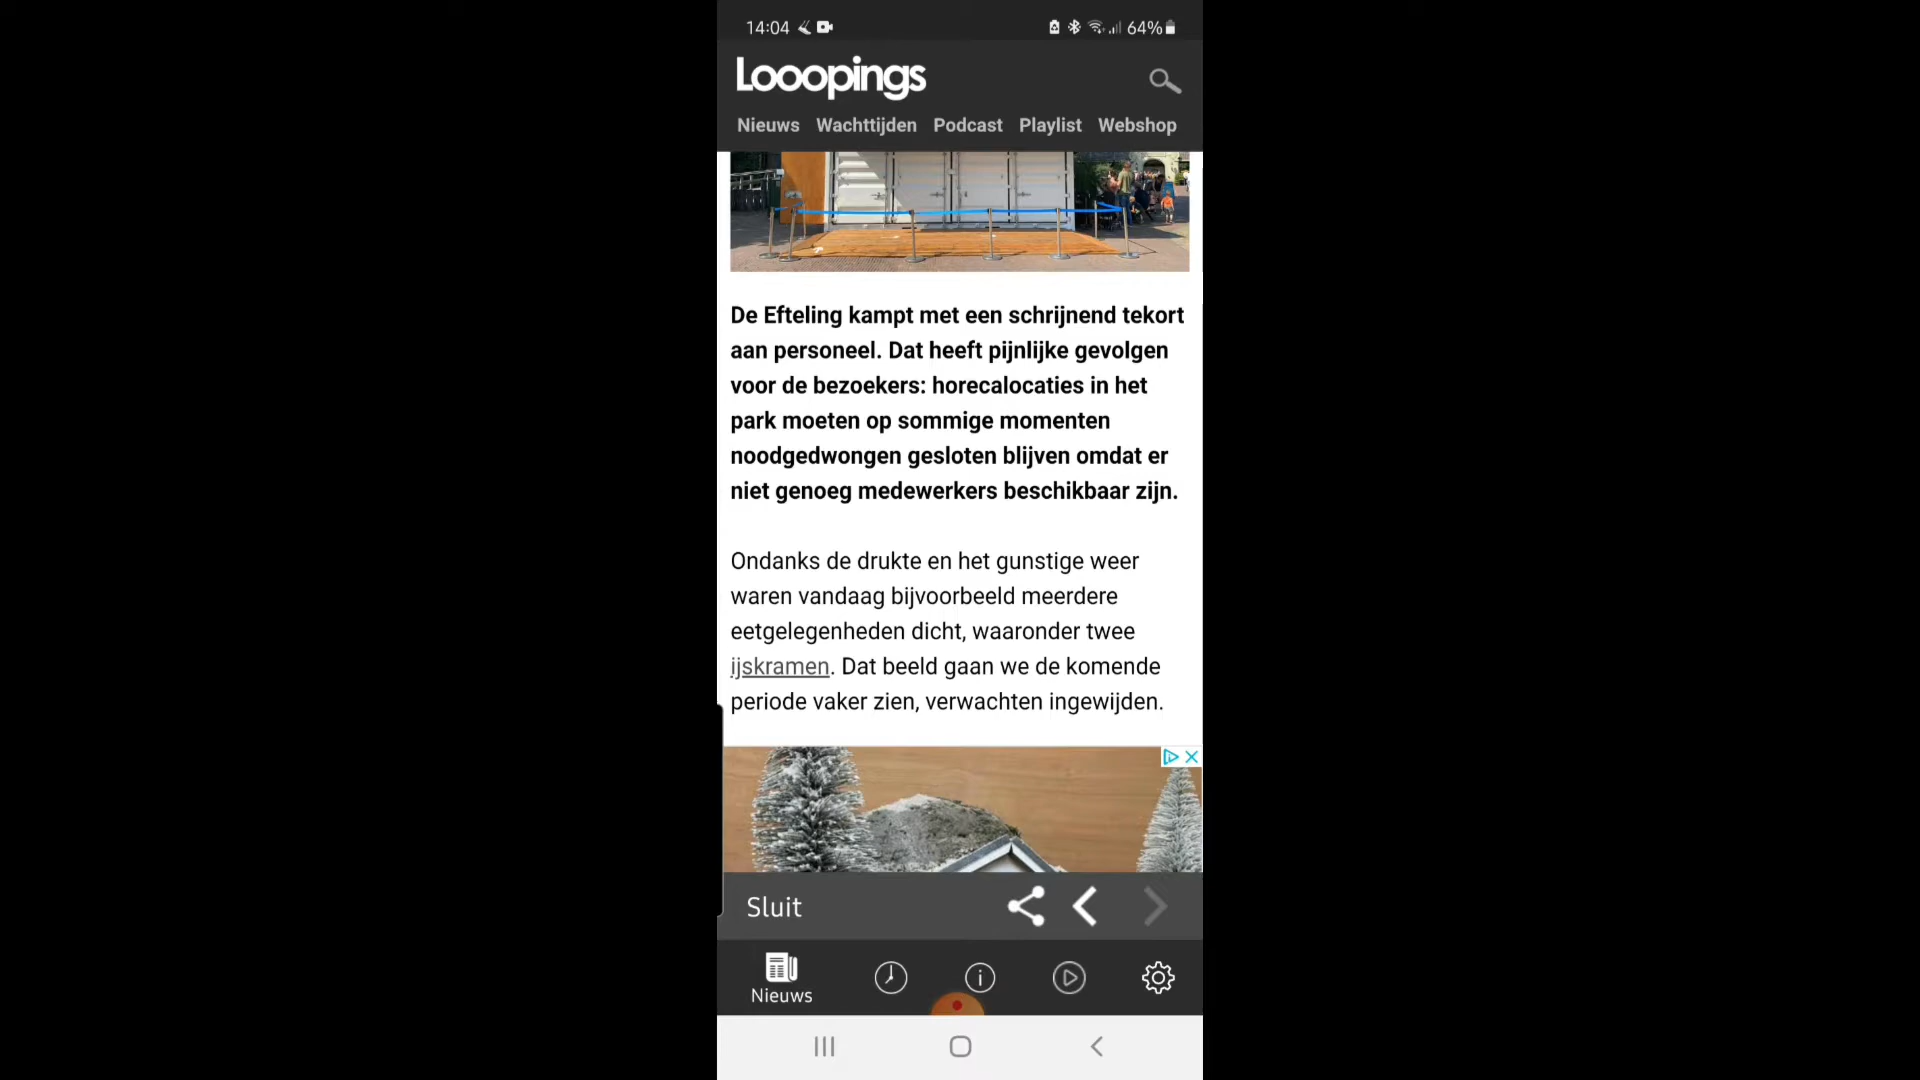 14:04
64%
Looopings
Nieuws Wachttijden Podcast Playlist Webshop
De Efteling kampt met een schrijnend tekort
aan personeel. Dat heeft pijnlijke gevolgen
voor de bezoekers: horecalocaties in het
park moeten op sommige momenten
noodgedwongen gesloten blijven omdat er
niet genoeg medewerkers beschikbaar zijn.
Ondanks de drukte en het gunstige weer
waren vandaag bijvoorbeeld meerdere
eetgelegenheden dicht, waaronder twee
ijskramen. Dat beeld gaan we de komende
periode vaker zien, verwachten ingewijden.
Sluit
Nieuws